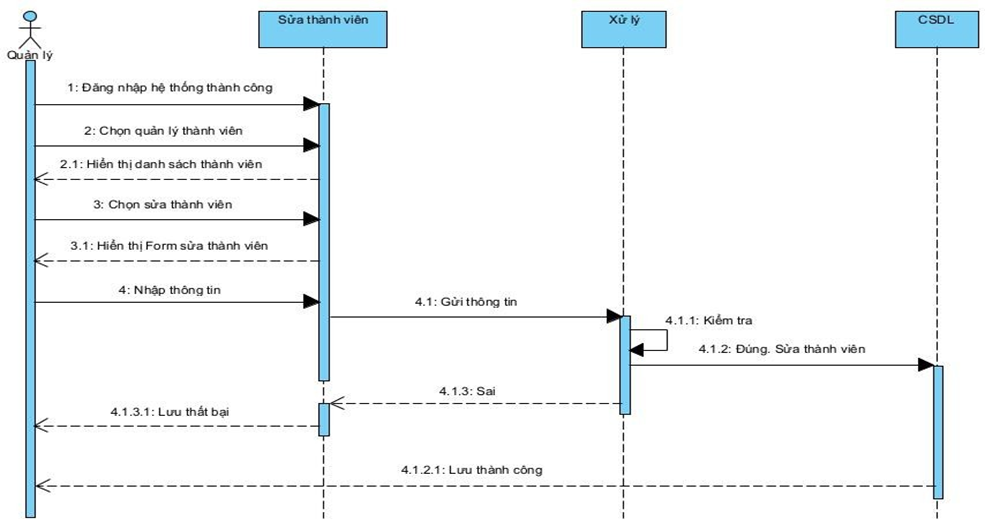 Sửa thành viên
Xử lý
CSDL
Quản lý
1: Đăng nhập hệ thống thành công
2: Chọn quản lý thành viên
2.1: Hiển thị danh sách thành viên
3: Chọn sửa thành viên
3.1: Hiển thị Form sửa thành viên
4: Nhập thông tin
4.1: Gửi thông tin
4.1.1: Kiểm tra
4.1.2: Đúng. Sửa thành viên
4.1.3: Sai
4.1.3.1: Lưu thất bại
4.1.2.1: Lưu thành công